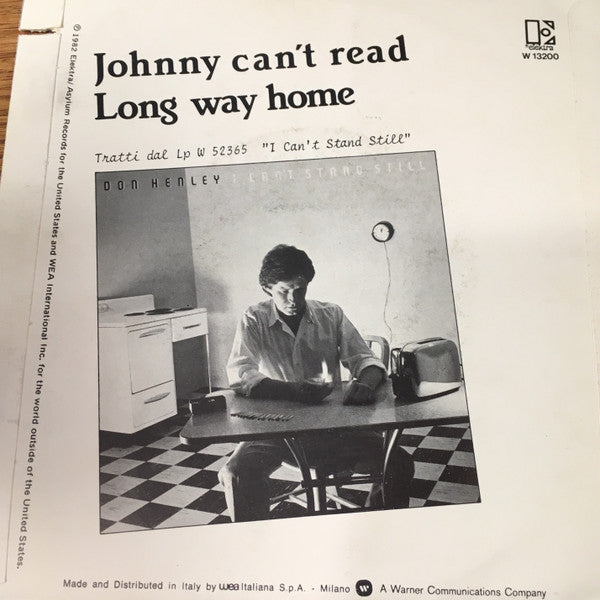 Johnny can't read
Long way home
elektra
W 13200
Tratti dal Lp W 52365 "I Can't Stand Still"
DON HENLEY I CAN'T STAND STILL
℗ 1982 Elektra/Asylum Records for the United States and WEA International Inc. for the world outside of the United States.
Made and Distributed in Italy by wea Italiana S.p.A. - Milano W A Warner Communications Company